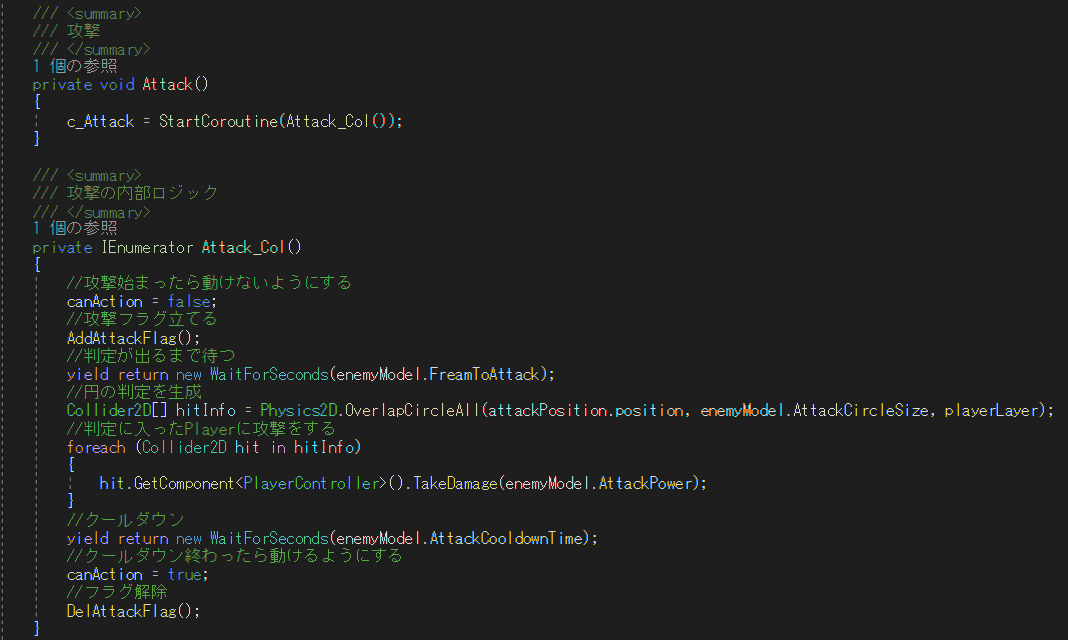 /// <summary>
/// 攻撃
/// </summary>
1 個の参照
private void Attack()
{
c_Attack = StartCoroutine(Attack_Col());
}
/// <summary>
/// 攻撃の内部ロジック
/// </summary>
1 個の参照
private IEnumerator Attack_Col()
{
//攻撃始まったら動けないようにする
canAction = false;
//攻撃フラグ立てる
AddAttackFlag();
//判定が出るまで待つ
yield return new WaitForSeconds(enemyModel.FreamToAttack);
//円の判定を生成
Collider2D[] hitInfo = Physics2D.OverlapCircleAll(attackPosition.position, enemyModel.AttackCircleSize, playerLayer);
//判定に入ったPlayerに攻撃をする
foreach (Collider2D hit in hitInfo)
{
hit.GetComponent<PlayerController>().TakeDamage(enemyModel.AttackPower);
}
//クールダウン
yield return new WaitForSeconds(enemyModel.AttackCooldownTime);
//クールダウン終わったら動けるようにする
canAction = true;
//フラグ解除
DelAttackFlag();
}